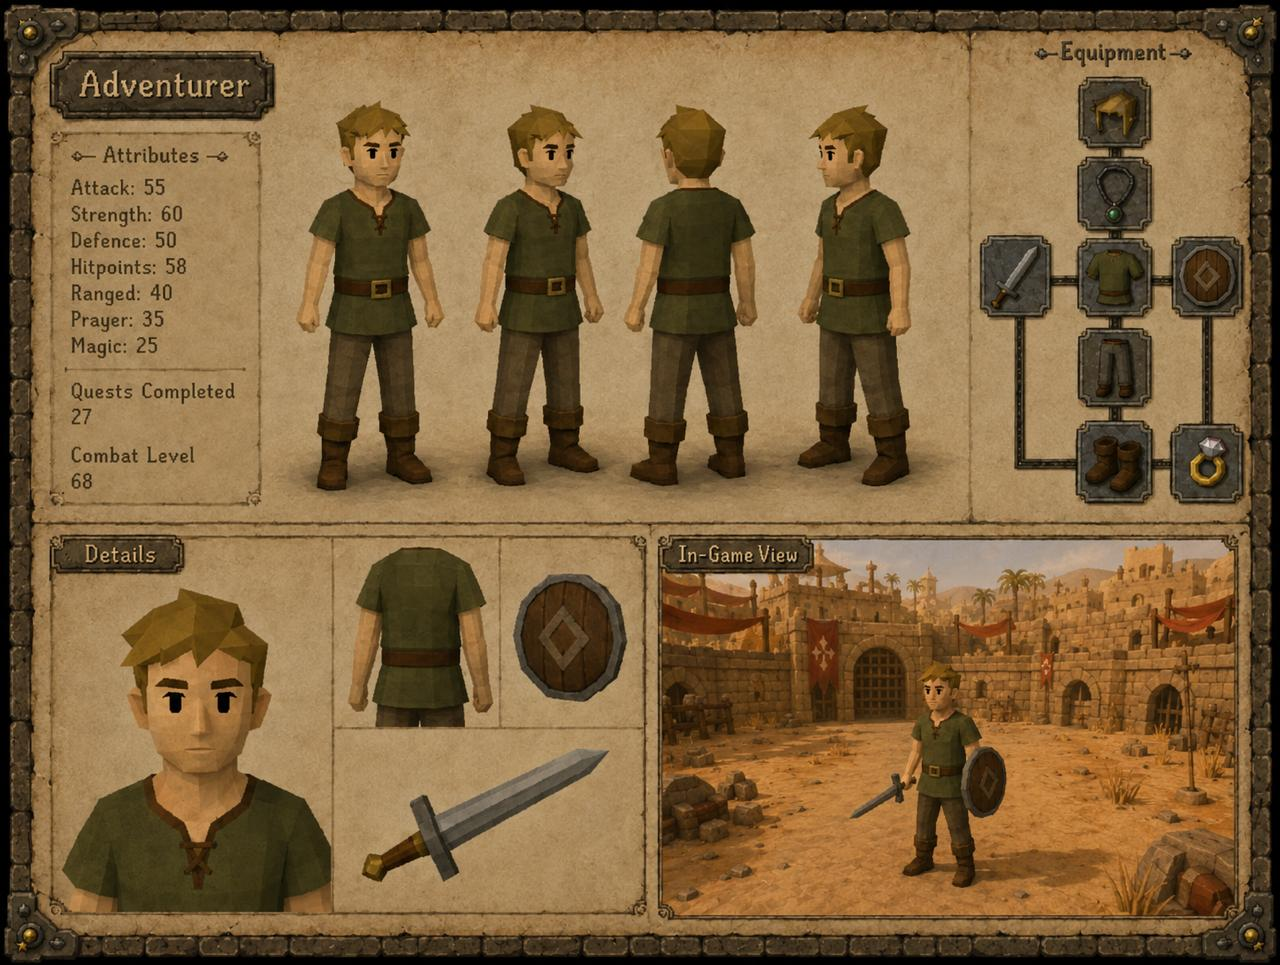 Adventurer
Attributes
Attack: 55
Strength: 60
Defence: 50
Hitpoints: 58
Ranged: 40
Prayer: 35
Magic: 25
Quests Completed
27
Combat Level
68
Equipment
Details
In-Game View